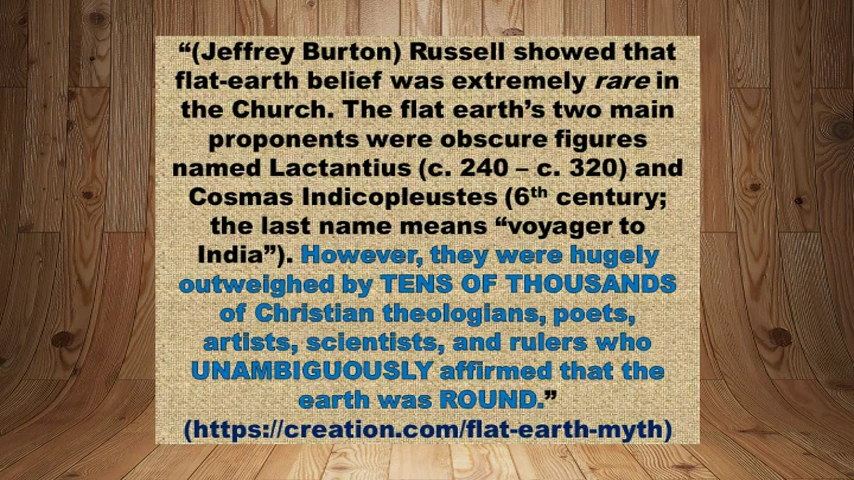 “(Jeffrey Burton) Russell showed that
flat-earth belief was extremely rare in
the Church. The flat earth’s two main
proponents were obscure figures
named Lactantius (c. 240 – c. 320) and
Cosmas Indicopleustes (6th century;
the last name means “voyager to
India”). However, they were hugely
outweighed by TENS OF THOUSANDS
of Christian theologians, poets,
artists, scientists, and rulers who
UNAMBIGUOUSLY affirmed that the
earth was ROUND.”
(https://creation.com/flat-earth-myth)